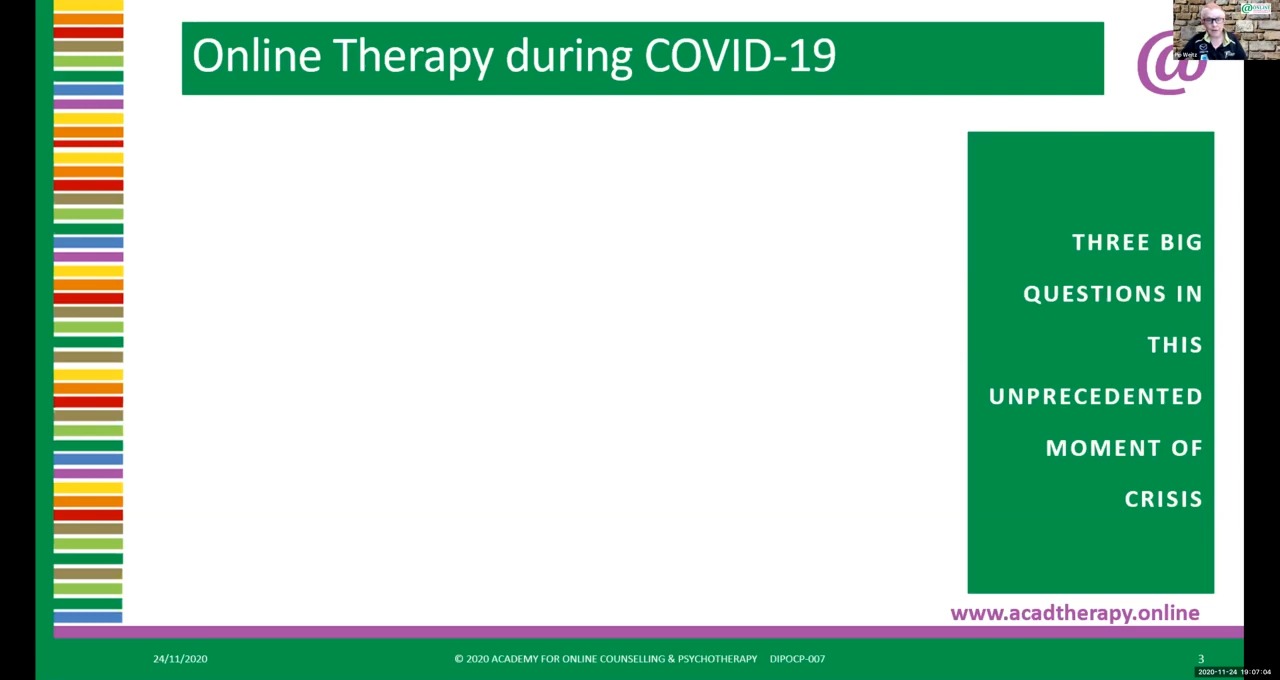 Online Therapy during COVID-19
@
@ONLINE
THREE BIG
QUESTIONS IN
THIS
UNPRECEDENTED
MOMENT OF
CRISIS
www.acadtherapy.online
24/11/2020
© 2020 ACADEMY FOR ONLINE COUNSELLING & PSYCHOTHERAPY DIPOCP-007
3
2020-11-24 19:07:04